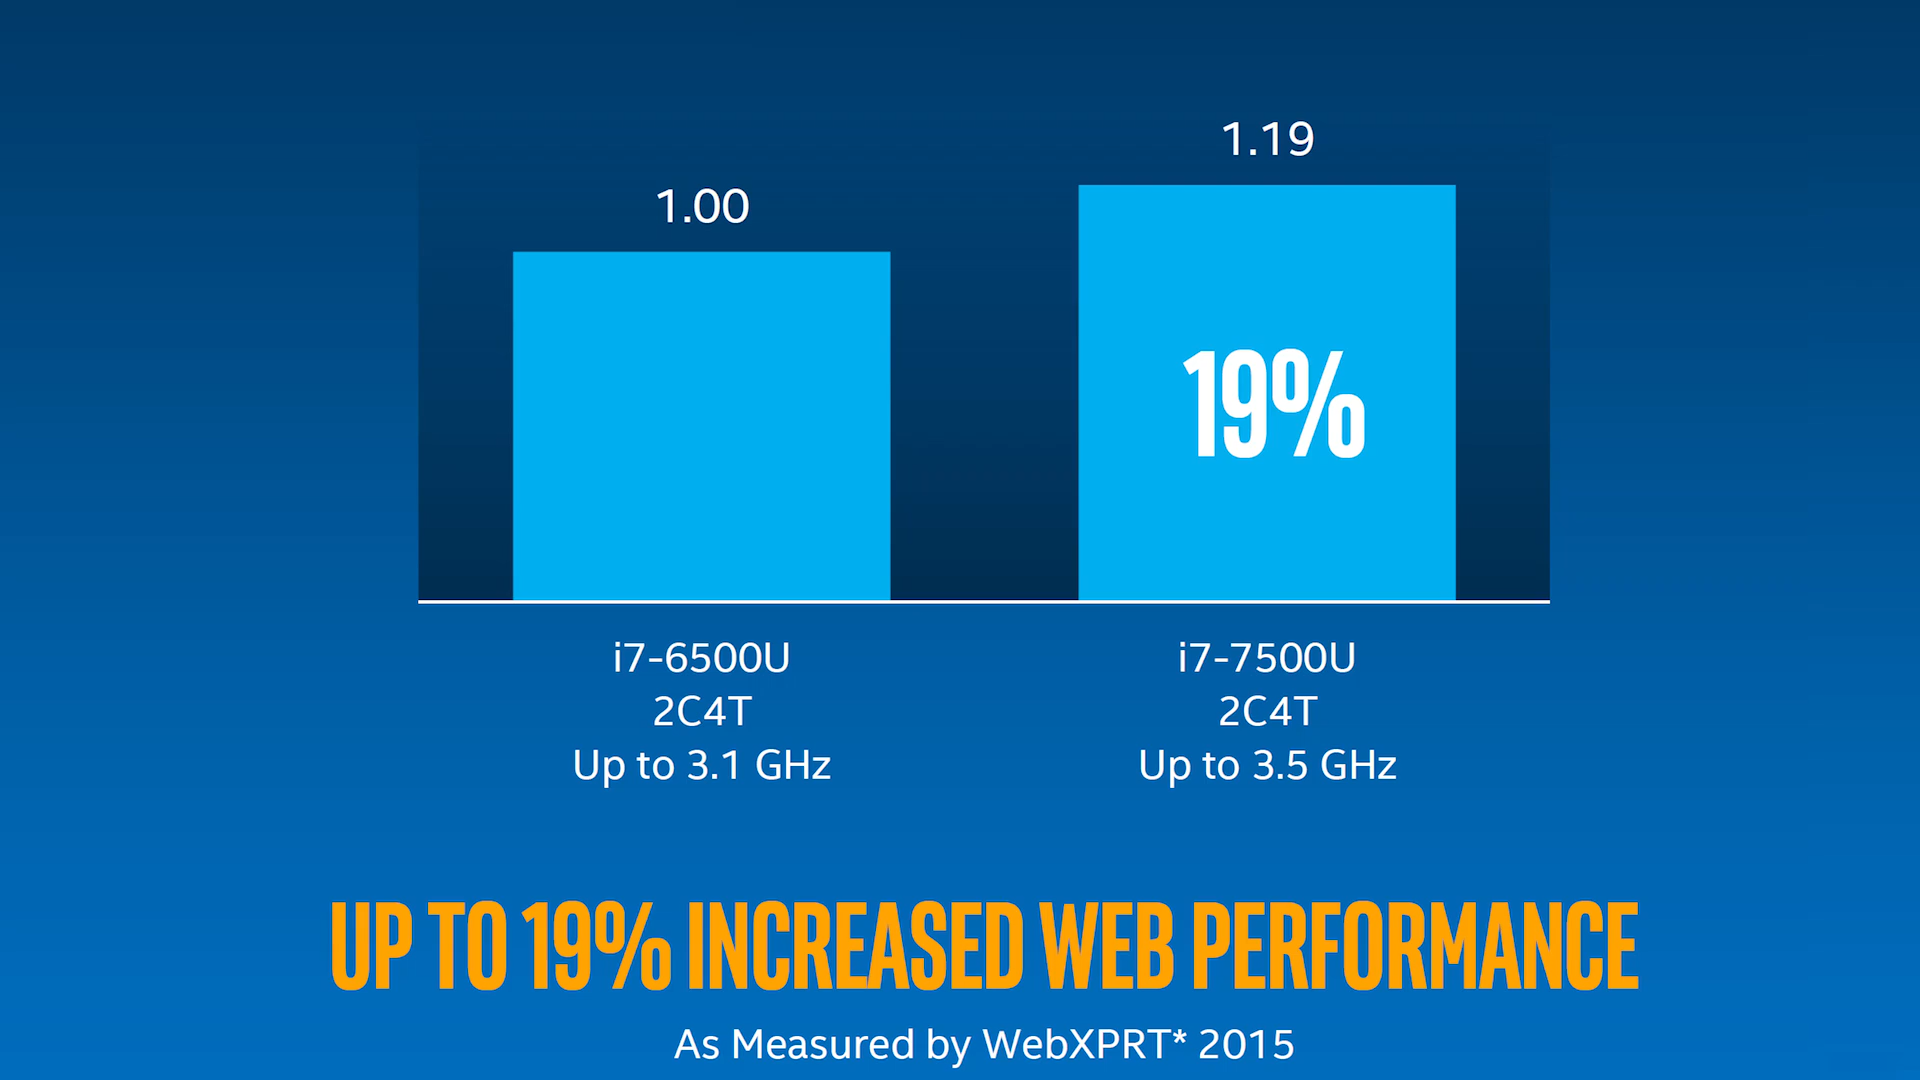 1.00
1.19
19%
i7-6500U
2C4T
Up to 3.1 GHz
i7-7500U
2C4T
Up to 3.5 GHz
UP TO 19% INCREASED WEB PERFORMANCE
As Measured by WebXPRT* 2015